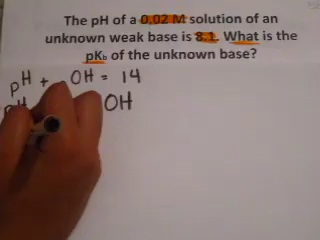 The pH of a 0.02 M solution of an
unknown weak base is 8.1. What is the
pKb of the unknown base?
pH + OH = 14
OH